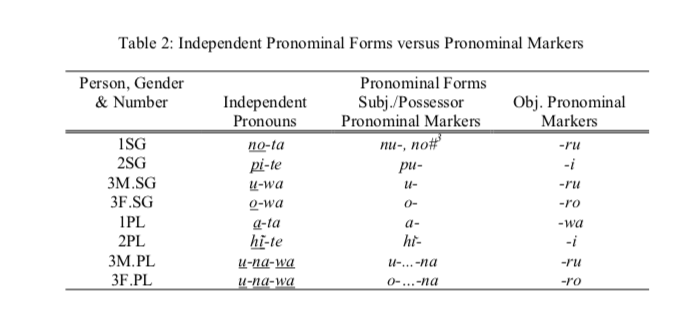 Table 2: Independent Pronominal Forms versus Pronominal Markers
Person, Gender & Number Independent Pronouns Pronominal Forms Subj./Possessor Pronominal Markers Obj. Pronominal Markers
1SG no-ta nu-, no#³ -ru
2SG pi-te pu- -i
3M.SG u-wa u- -ru
3F.SG o-wa o- -ro
1PL a-ta a- -wa
2PL hĩ-te hĩ- -i
3M.PL u-na-wa u-...-na -ru
3F.PL u-na-wa o-...-na -ro